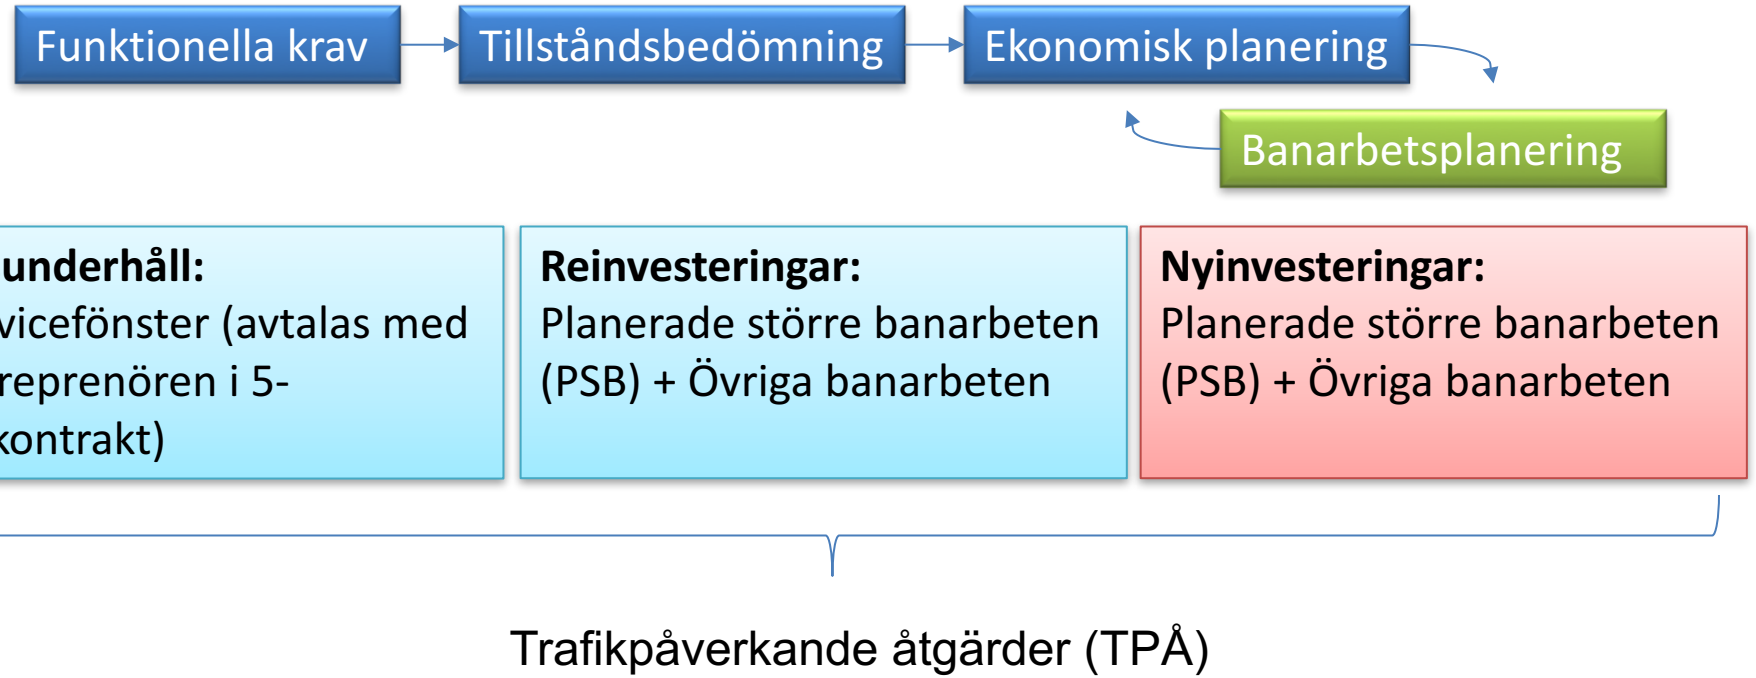 Funktionella krav
Tillståndsbedömning
Ekonomisk planering
Banarbetsplanering
underhåll:
vicefönster (avtalas med
reprenören i 5-
kontrakt)
Reinvesteringar:
Planerade större banarbeten
(PSB) + Övriga banarbeten
Nyinvesteringar:
Planerade större banarbeten
(PSB) + Övriga banarbeten
Trafikpåverkande åtgärder (TPÅ)